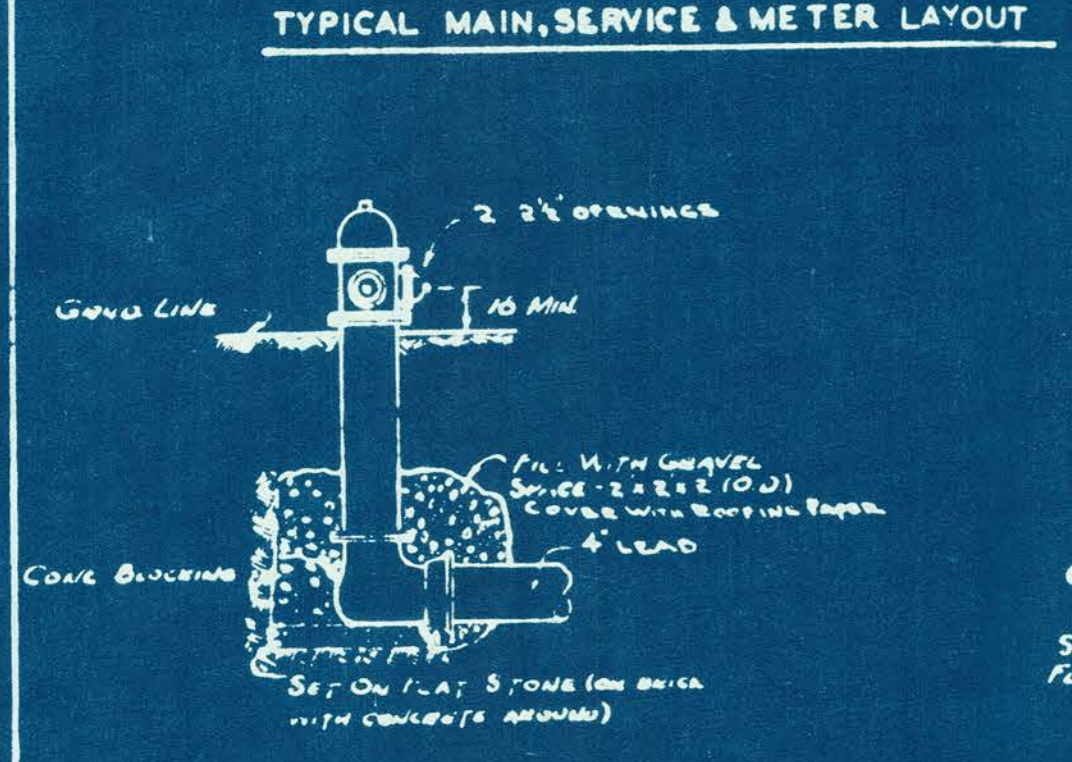 TYPICAL MAIN, SERVICE & METER LAYOUT
2 2½" OPENINGS
GRND LINE
16 MIN.
FILL WITH GRAVEL
SPACE - 2 x 2 x 2 (O.D)
COVER WITH ROOFING PAPER
4" LEAD
CONC BLOCKING
SET ON FLAT STONE (OR BRICK
WITH CONCRETE AROUND)